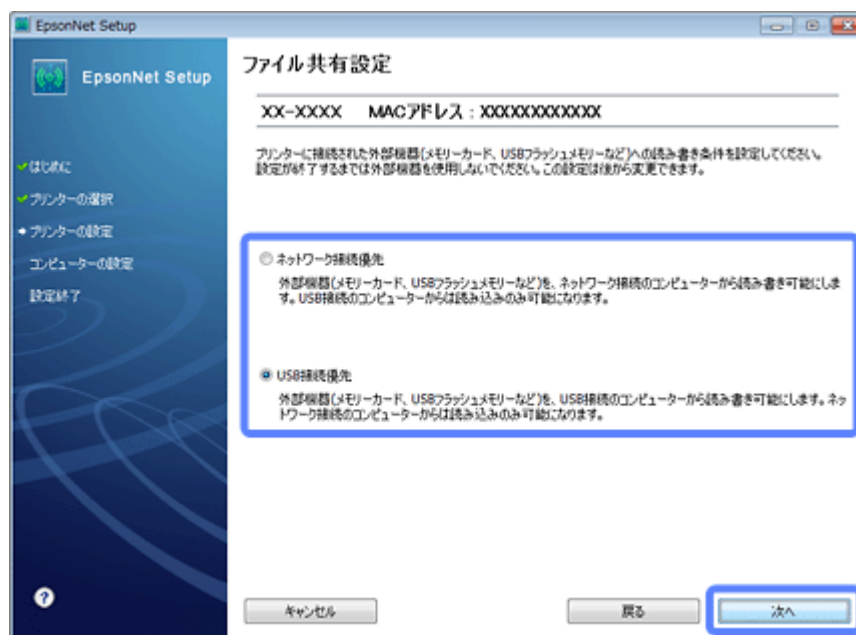 EpsonNet Setup
EpsonNet Setup
はじめに
プリンターの選択
プリンターの設定
コンピューターの設定
設定終了
ファイル共有設定
XX-XXXX MACアドレス：XXXXXXXXXXXX
プリンターに接続された外部機器(メモリーカード、USBフラッシュメモリーなど)への読み書き条件を設定してください。
設定が終了するまでは外部機器を使用しないでください。この設定は後から変更できます。
ネットワーク接続優先
外部機器(メモリーカード、USBフラッシュメモリーなど)を、ネットワーク接続のコンピューターから読み書き可能にしま
す。USB接続のコンピューターからは読み込みのみ可能になります。
USB接続優先
外部機器(メモリーカード、USBフラッシュメモリーなど)を、USB接続のコンピューターから読み書き可能にします。ネッ
トワーク接続のコンピューターからは読み込みのみ可能になります。
?
キャンセル
戻る
次へ